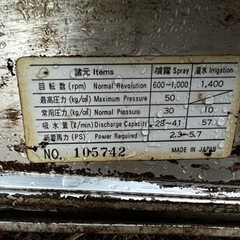 諸元 Items 噴霧 Spray 灌水 Irrigation
回転数 (rpm) Normal Revolution 600~1,000 1,400
最高圧力 (kg/cm²) Maximum Pressure 50
常用圧力 (kg/cm²) Normal Pressure 30 10
吸水量 (ℓ/min) Discharge Capacity 28~41 57
所要馬力 (PS) Power Required 2.3~5.7
NO. 105742 MADE IN JAPAN